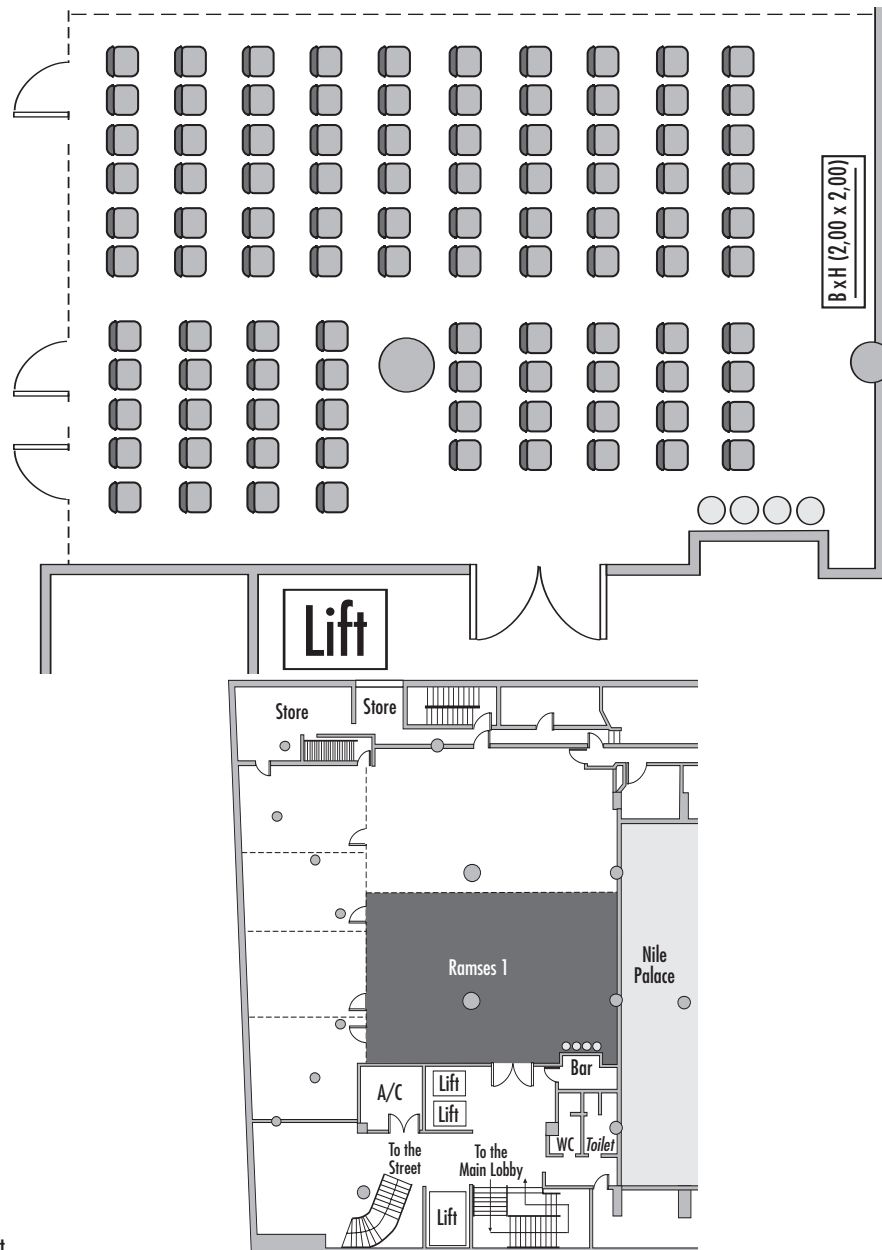 BxH (2,00 x 2,00)
Lift
Store
Store
Ramses 1
Nile
Palace
Bar
A/C
Lift
Lift
WC
Toilet
To the
Street
To the
Main Lobby
Lift